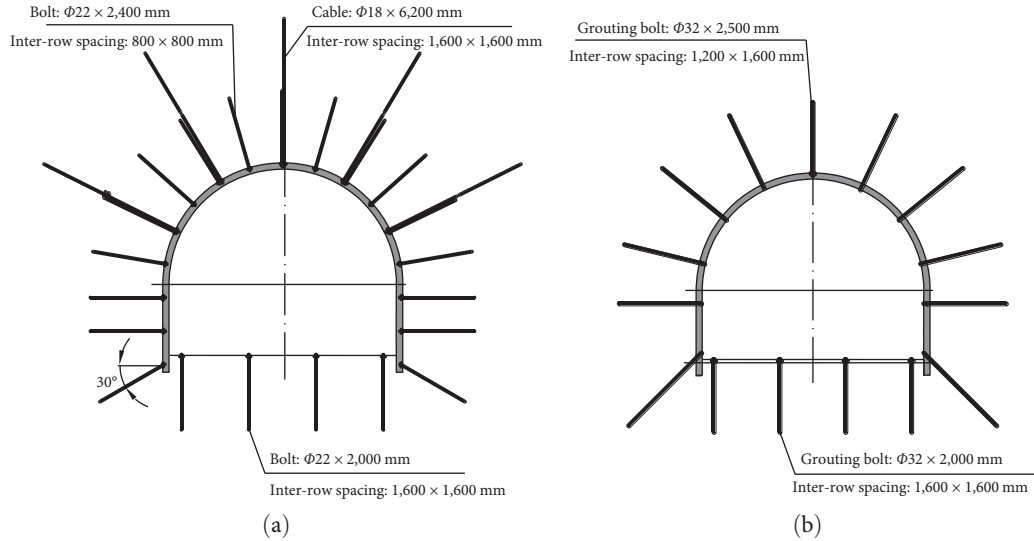 Bolt: Φ22 × 2,400 mm
Inter-row spacing: 800 × 800 mm
Cable: Φ18 × 6,200 mm
Inter-row spacing: 1,600 × 1,600 mm
30°
Bolt: Φ22 × 2,000 mm
Inter-row spacing: 1,600 × 1,600 mm
(a)
Grouting bolt: Φ32 × 2,500 mm
Inter-row spacing: 1,200 × 1,600 mm
Grouting bolt: Φ32 × 2,000 mm
Inter-row spacing: 1,600 × 1,600 mm
(b)